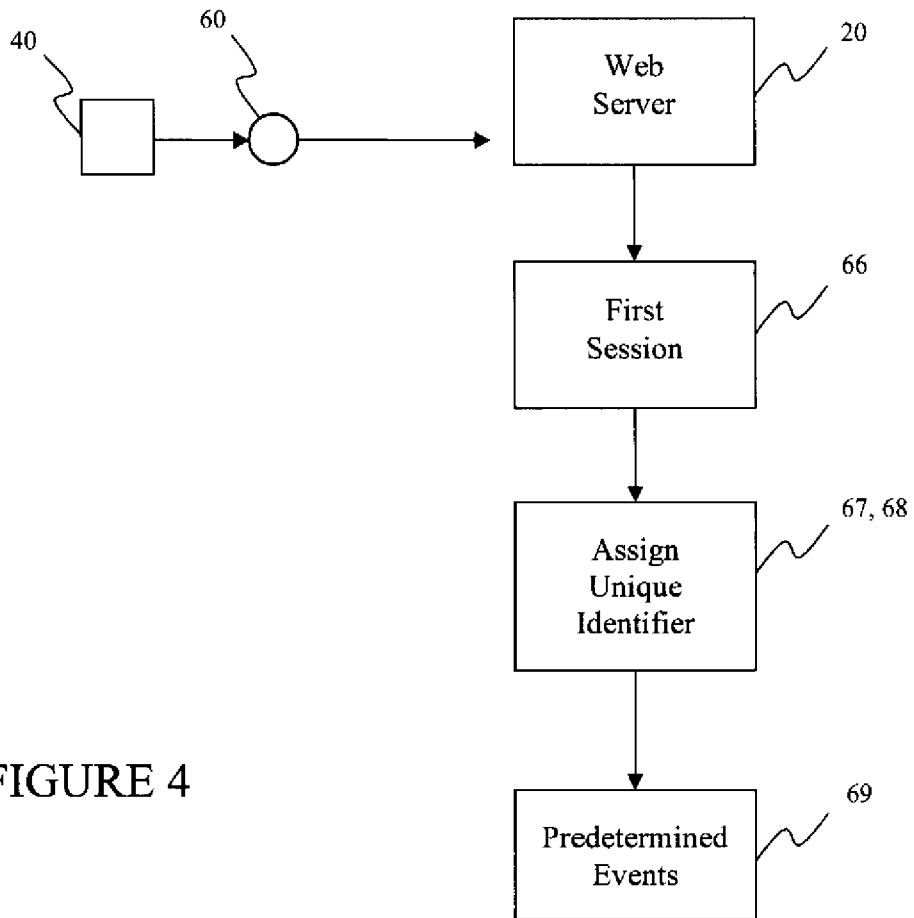 60
40
20
Web
Server
66
First
Session
67, 68
Assign
Unique
Identifier
FIGURE 4
69
Predetermined
Events